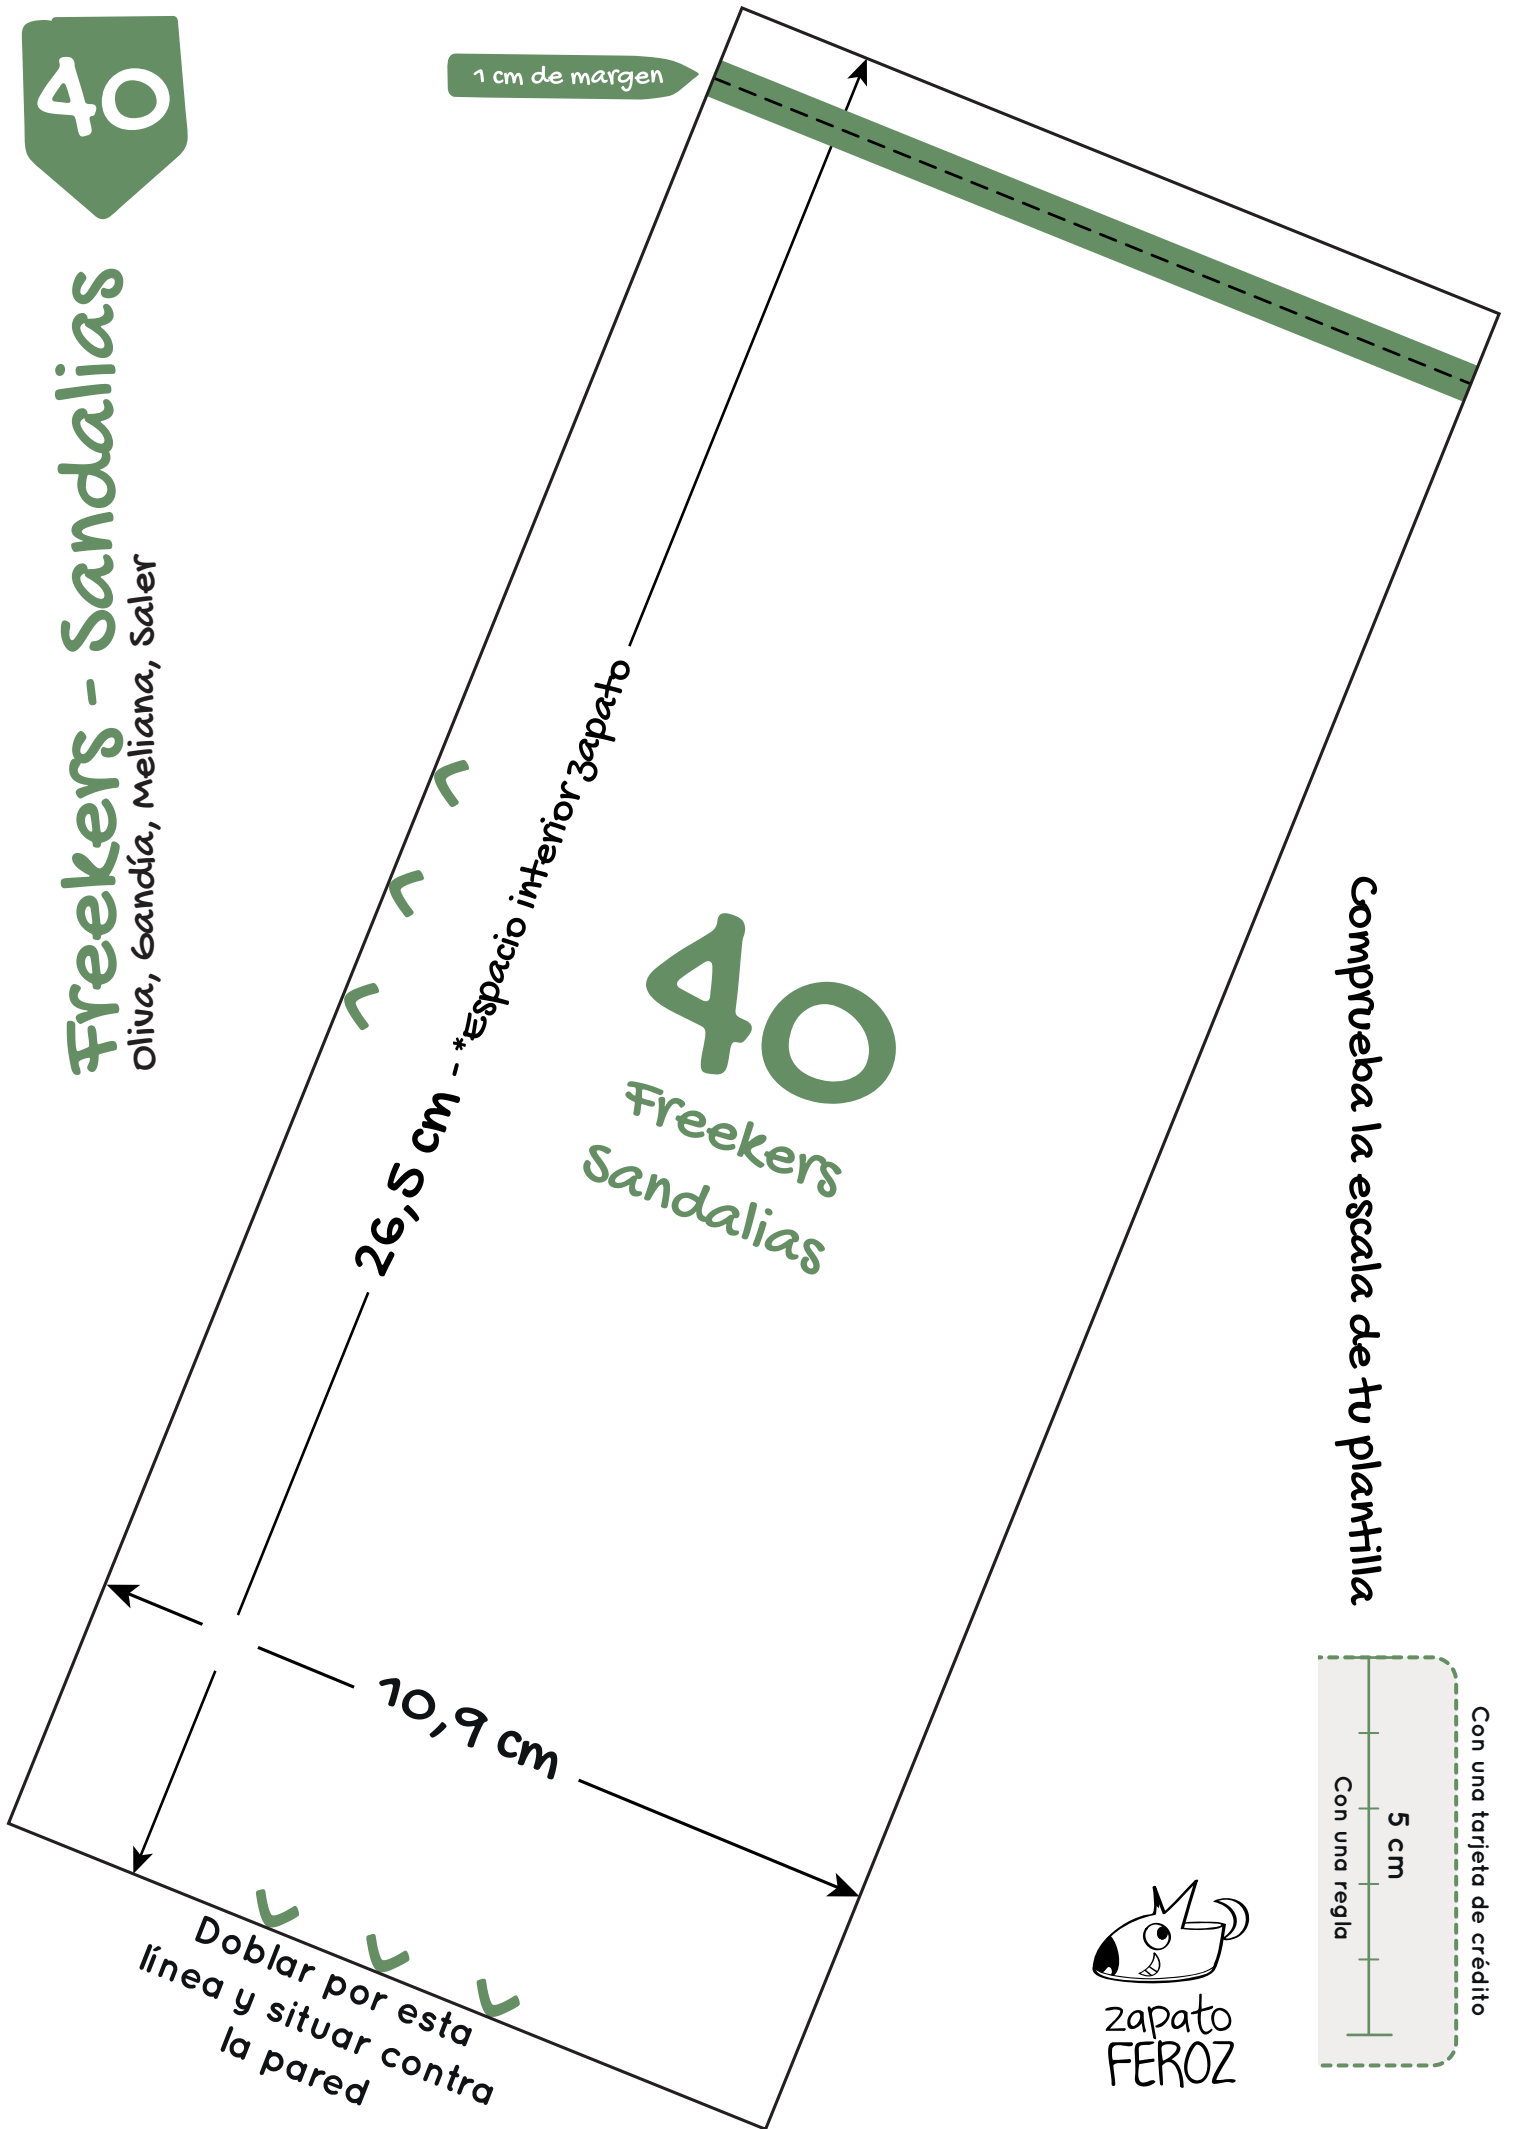 40
1 cm de margen
Freekers - Sandalias
Oliva, Gandía, Meliana, Saler
26,5 cm - *Espacio interior zapato
40
Freekers
Sandalias
10,9 cm
Doblar por esta
línea y situar contra
la pared
Comprueba la escala de tu plantilla
Con una tarjeta de crédito
5 cm
Con una regla
zapato
FEROZ